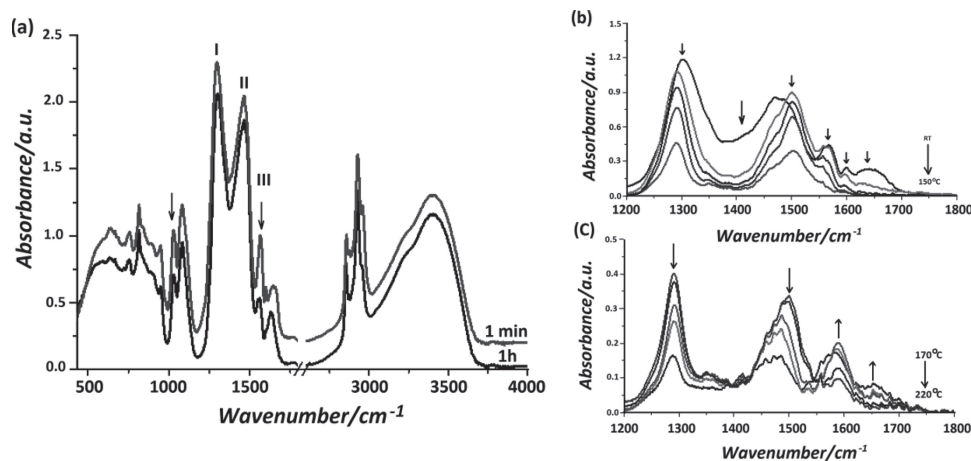 (a)
2.5
2.0
1.5
1.0
0.5
0.0
Absorbance/a.u.
I
II
III
1 min
1h
500 1000 1500 3000 3500 4000
Wavenumber/cm-1
(b)
1.5
1.2
0.9
0.6
0.3
0.0
Absorbance/a.u.
RT
150°C
1200 1300 1400 1500 1600 1700 1800
Wavenumber/cm-1
(C)
0.5
0.4
0.3
0.2
0.1
0.0
Absorbance/a.u.
170°C
220°C
1200 1300 1400 1500 1600 1700 1800
Wavenumber/cm-1